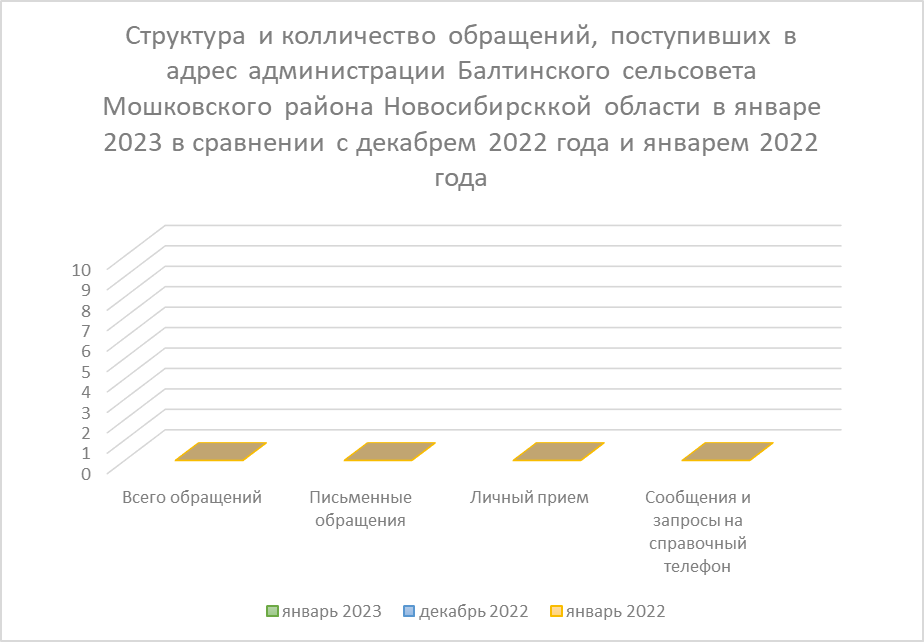 Структура и колличество обращений, поступивших в
адрес администрации Балтинского сельсовета
Мошковского района Новосибирсккой области в январе
2023 в сравнении с декабрем 2022 года и январем 2022
года
10
9
8
7
6
5
4
3
2
1
0
Всего обращений
Письменные
обращения
Личный прием
Сообщения и
запросы на
справочный
телефон
январь 2023
декабрь 2022
январь 2022